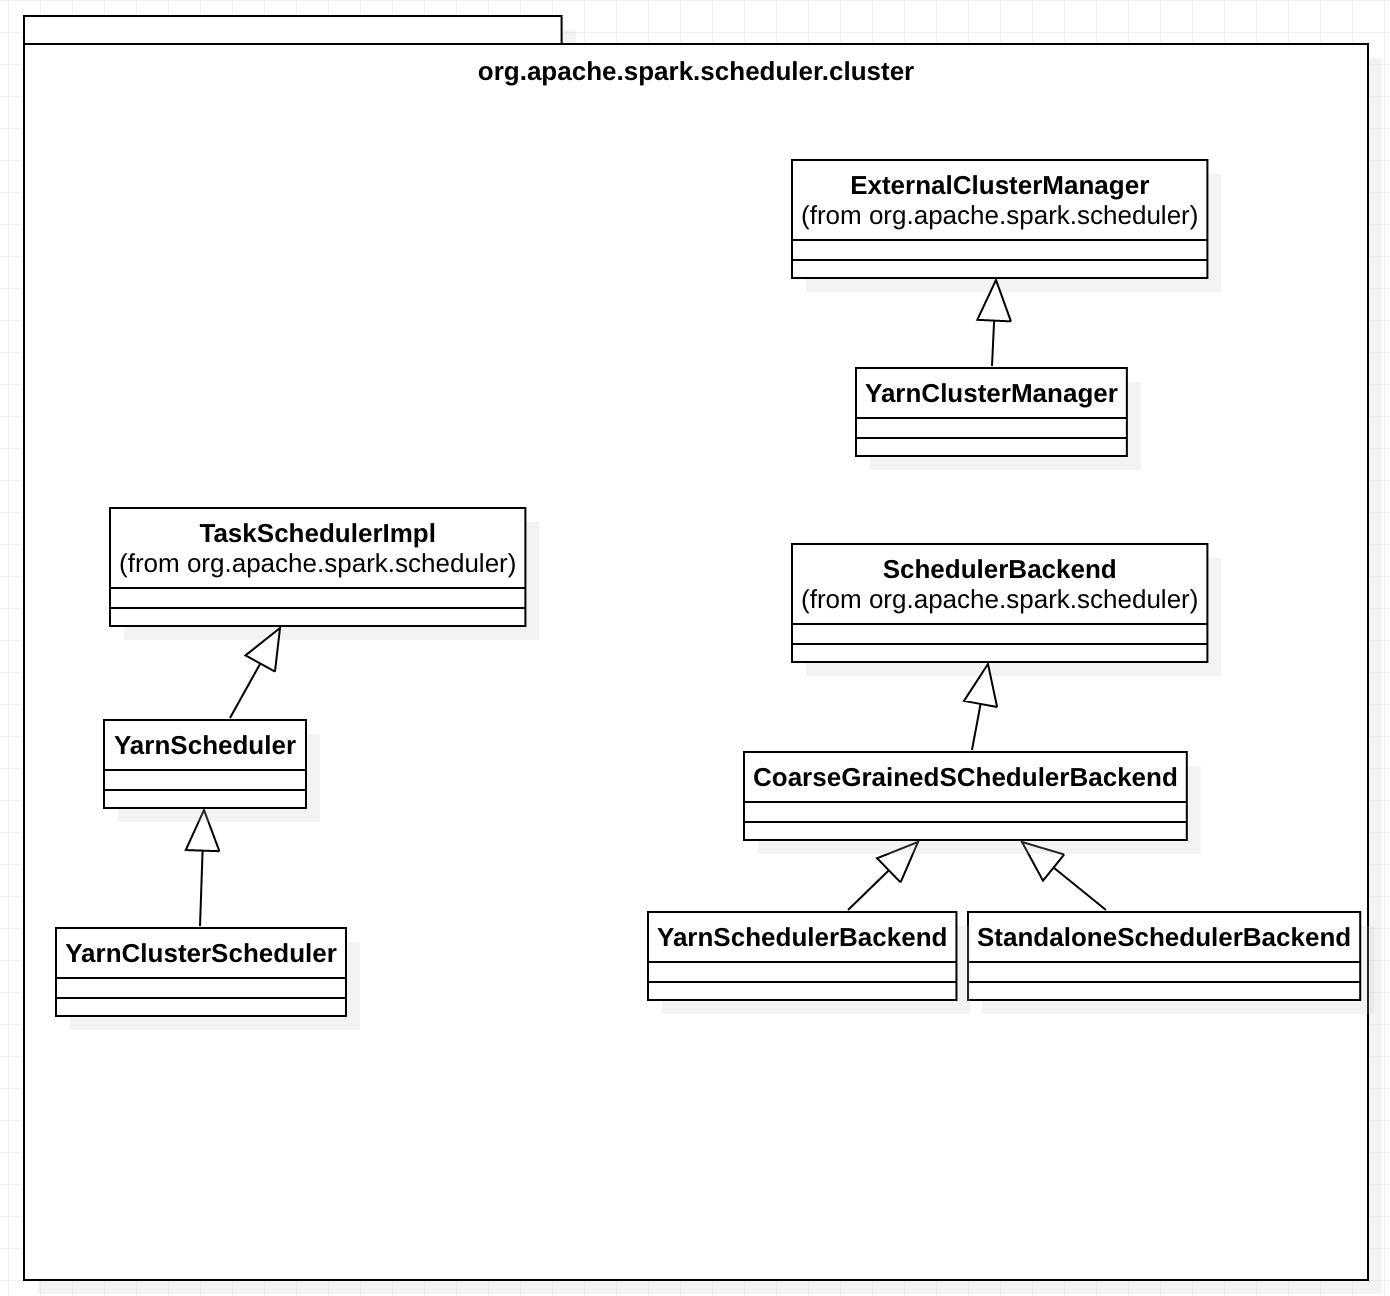 org.apache.spark.scheduler.cluster
ExternalClusterManager
(from org.apache.spark.scheduler)
YarnClusterManager
TaskSchedulerImpl
(from org.apache.spark.scheduler)
SchedulerBackend
(from org.apache.spark.scheduler)
YarnScheduler
CoarseGrainedSChedulerBackend
YarnClusterScheduler
YarnSchedulerBackend
StandaloneSchedulerBackend